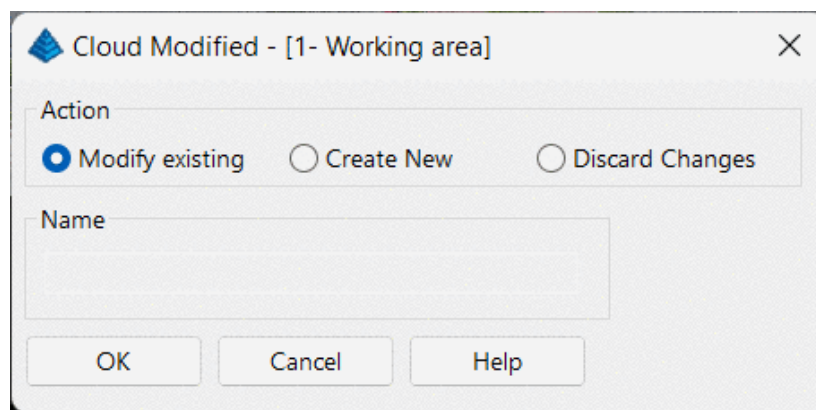 Cloud Modified - [1- Working area]
Action
Modify existing Create New Discard Changes
Name
OK Cancel Help